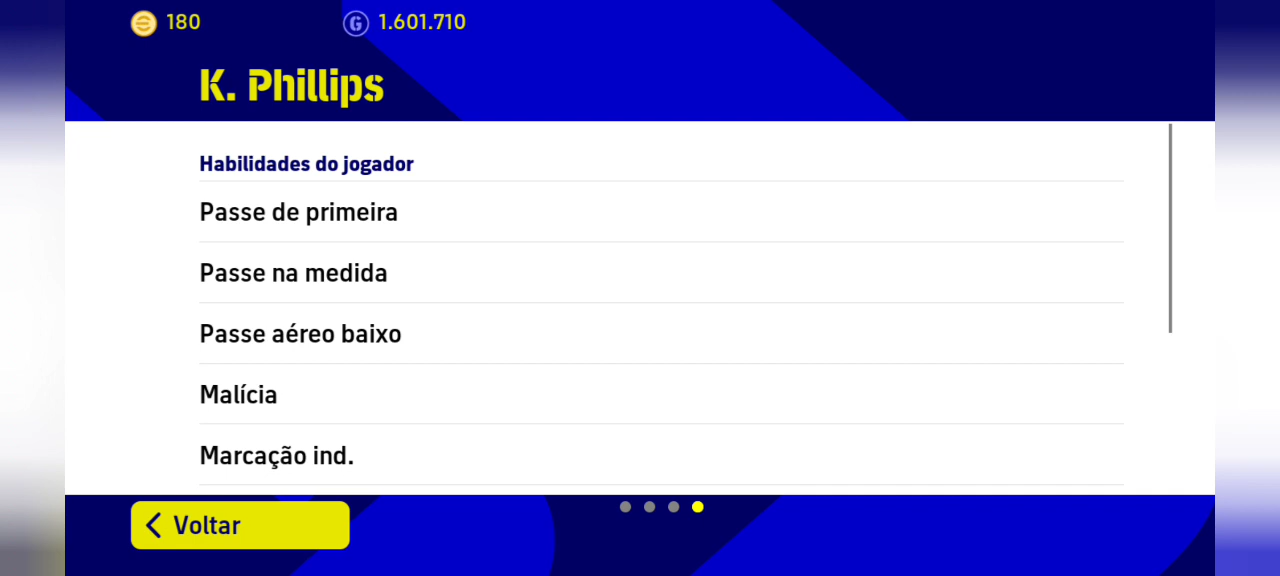 180
1.601.710
K. Phillips
Habilidades do jogador
Passe de primeira
Passe na medida
Passe aéreo baixo
Malícia
Marcação ind.
Voltar